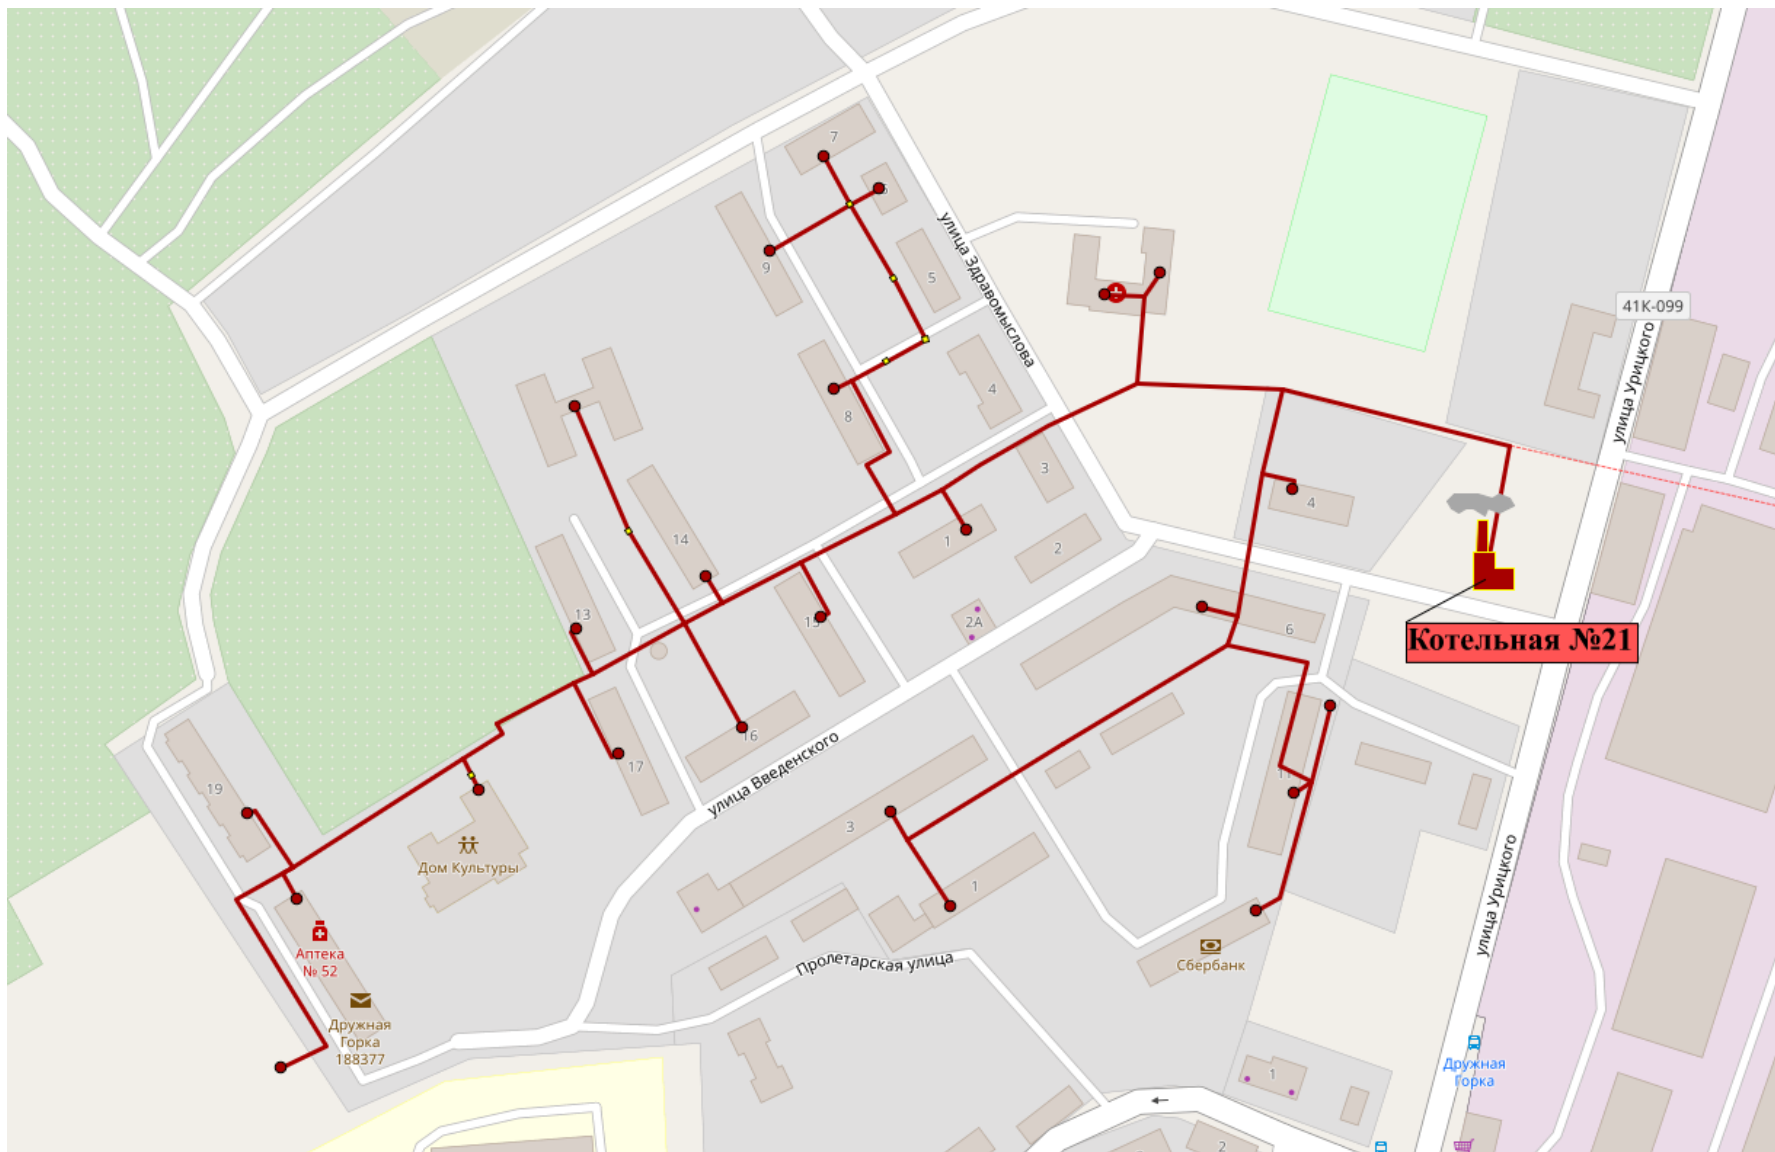 7
6
9
5
улица Здравомыслова
41К-099
улица Урицкого
8
4
3
14
1
2
4
13
15
2А
6
Котельная №21
16
17
улица Введенского
19
3
11
Дом Культуры
1
улица Урицкого
Аптека
№ 52
Сбербанк
Пролетарская улица
Дружная
Горка
188377
Дружная
Горка
1
2